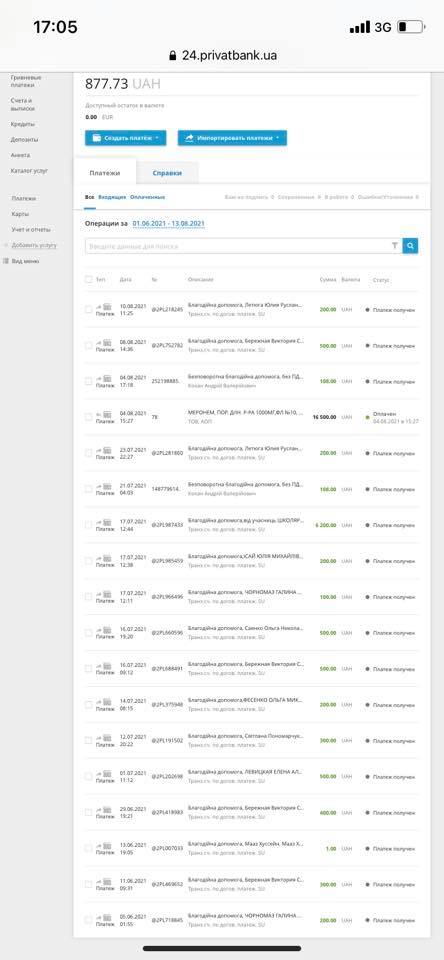 17:05
3G
24.privatbank.ua
Гривневые
платежи
Счета и
выписки
Кредиты
Депозиты
Анкета
Каталог услуг
Платежи
Карты
Учет и отчеты
Добавить услугу
Вид меню
877.73 UAH
Доступный остаток в валюте
0.00 EUR
Создать платёж
Импортировать платежи
Платежи
Справки
Все Входящие Оплаченные
Вам на подпись 0 Сохраненные 0 В работе 0 Ошибки/Уточнения 0
Операции за 01.06.2021 - 13.08.2021
Введите данные для поиска
Тип Дата № Описание Сумма Валюта Статус
Платеж 10.08.2021 11:25 @2PL218245 Благодійна допомога, Летюга Юлия Руслан... 200.00 UAH Платеж получен
Транз.сч. по догов. платеж. SU
Платеж 08.08.2021 14:36 @2PL752782 Благодійна допомога, Бережная Виктория С... 500.00 UAH Платеж получен
Транз.сч. по догов. платеж. SU
Платеж 04.08.2021 17:18 252198885. Безповоротна благодійна допомога, без ПД... 108.00 UAH Платеж получен
Кохан Андрій Валерійович
Платеж 04.08.2021 15:27 78 МЕРОНЕМ, ПОР. Д/ІН. Р-РА 1000МГ,ФЛ №10, ... 16 500.00 UAH Оплачен
ТОВ, АОП 04.08.2021 в 15:27
Платеж 23.07.2021 22:27 @2PL281860 Благодійна допомога, Летюга Юлия Руслан... 200.00 UAH Платеж получен
Транз.сч. по догов. платеж. SU
Платеж 21.07.2021 04:03 148779614. Безповоротна благодійна допомога, без ПД... 108.00 UAH Платеж получен
Кохан Андрій Валерійович
Платеж 17.07.2021 12:44 @2PL987433 Благодійна допомога,від учасниць ШКОЛЯР... 6 200.00 UAH Платеж получен
Транз.сч. по догов. платеж. SU
Платеж 17.07.2021 12:38 @2PL985459 Благодійна допомога,ІСАЙ ЮЛІЯ МИХАЙЛІВ... 200.00 UAH Платеж получен
Транз.сч. по догов. платеж. SU
Платеж 17.07.2021 12:11 @2PL966496 Благодійна допомога, ЧОРНОМАЗ ГАЛИНА ... 100.00 UAH Платеж получен
Транз.сч. по догов. платеж. SU
Платеж 16.07.2021 19:20 @2PL660596 Благодійна допомога, Саенко Ольга Никола... 500.00 UAH Платеж получен
Транз.сч. по догов. платеж. SU
Платеж 16.07.2021 09:12 @2PL688491 Благодійна допомога, Бережная Виктория С... 500.00 UAH Платеж получен
Транз.сч. по догов. платеж. SU
Платеж 14.07.2021 08:15 @2PL375948 Благодійна допомога,ФЕСЕНКО ОЛЬГА МИК... 200.00 UAH Платеж получен
Транз.сч. по догов. платеж. SU
Платеж 12.07.2021 20:22 @2PL191502 Благодійна допомога, Світлана Пономарчук... 300.00 UAH Платеж получен
Транз.сч. по догов. платеж. SU
Платеж 01.07.2021 11:12 @2PL202698 Благодійна допомога, ЛЕВИЦКАЯ ЕЛЕНА АЛ... 500.00 UAH Платеж получен
Транз.сч. по догов. платеж. SU
Платеж 29.06.2021 19:21 @2PL418983 Благодійна допомога, Бережная Виктория С... 400.00 UAH Платеж получен
Транз.сч. по догов. платеж. SU
Платеж 13.06.2021 19:05 @2PL007033 Благодійна допомога, Мааз Хуссейн, Мааз Х... 1.00 UAH Платеж получен
Транз.сч. по догов. платеж. SU
Платеж 11.06.2021 09:31 @2PL469652 Благодійна допомога, Бережная Виктория С... 300.00 UAH Платеж получен
Транз.сч. по догов. платеж. SU
Платеж 05.06.2021 01:55 @2PL718845 Благодійна допомога, ЧОРНОМАЗ ГАЛИНА ... 200.00 UAH Платеж получен
Транз.сч. по догов. платеж. SU